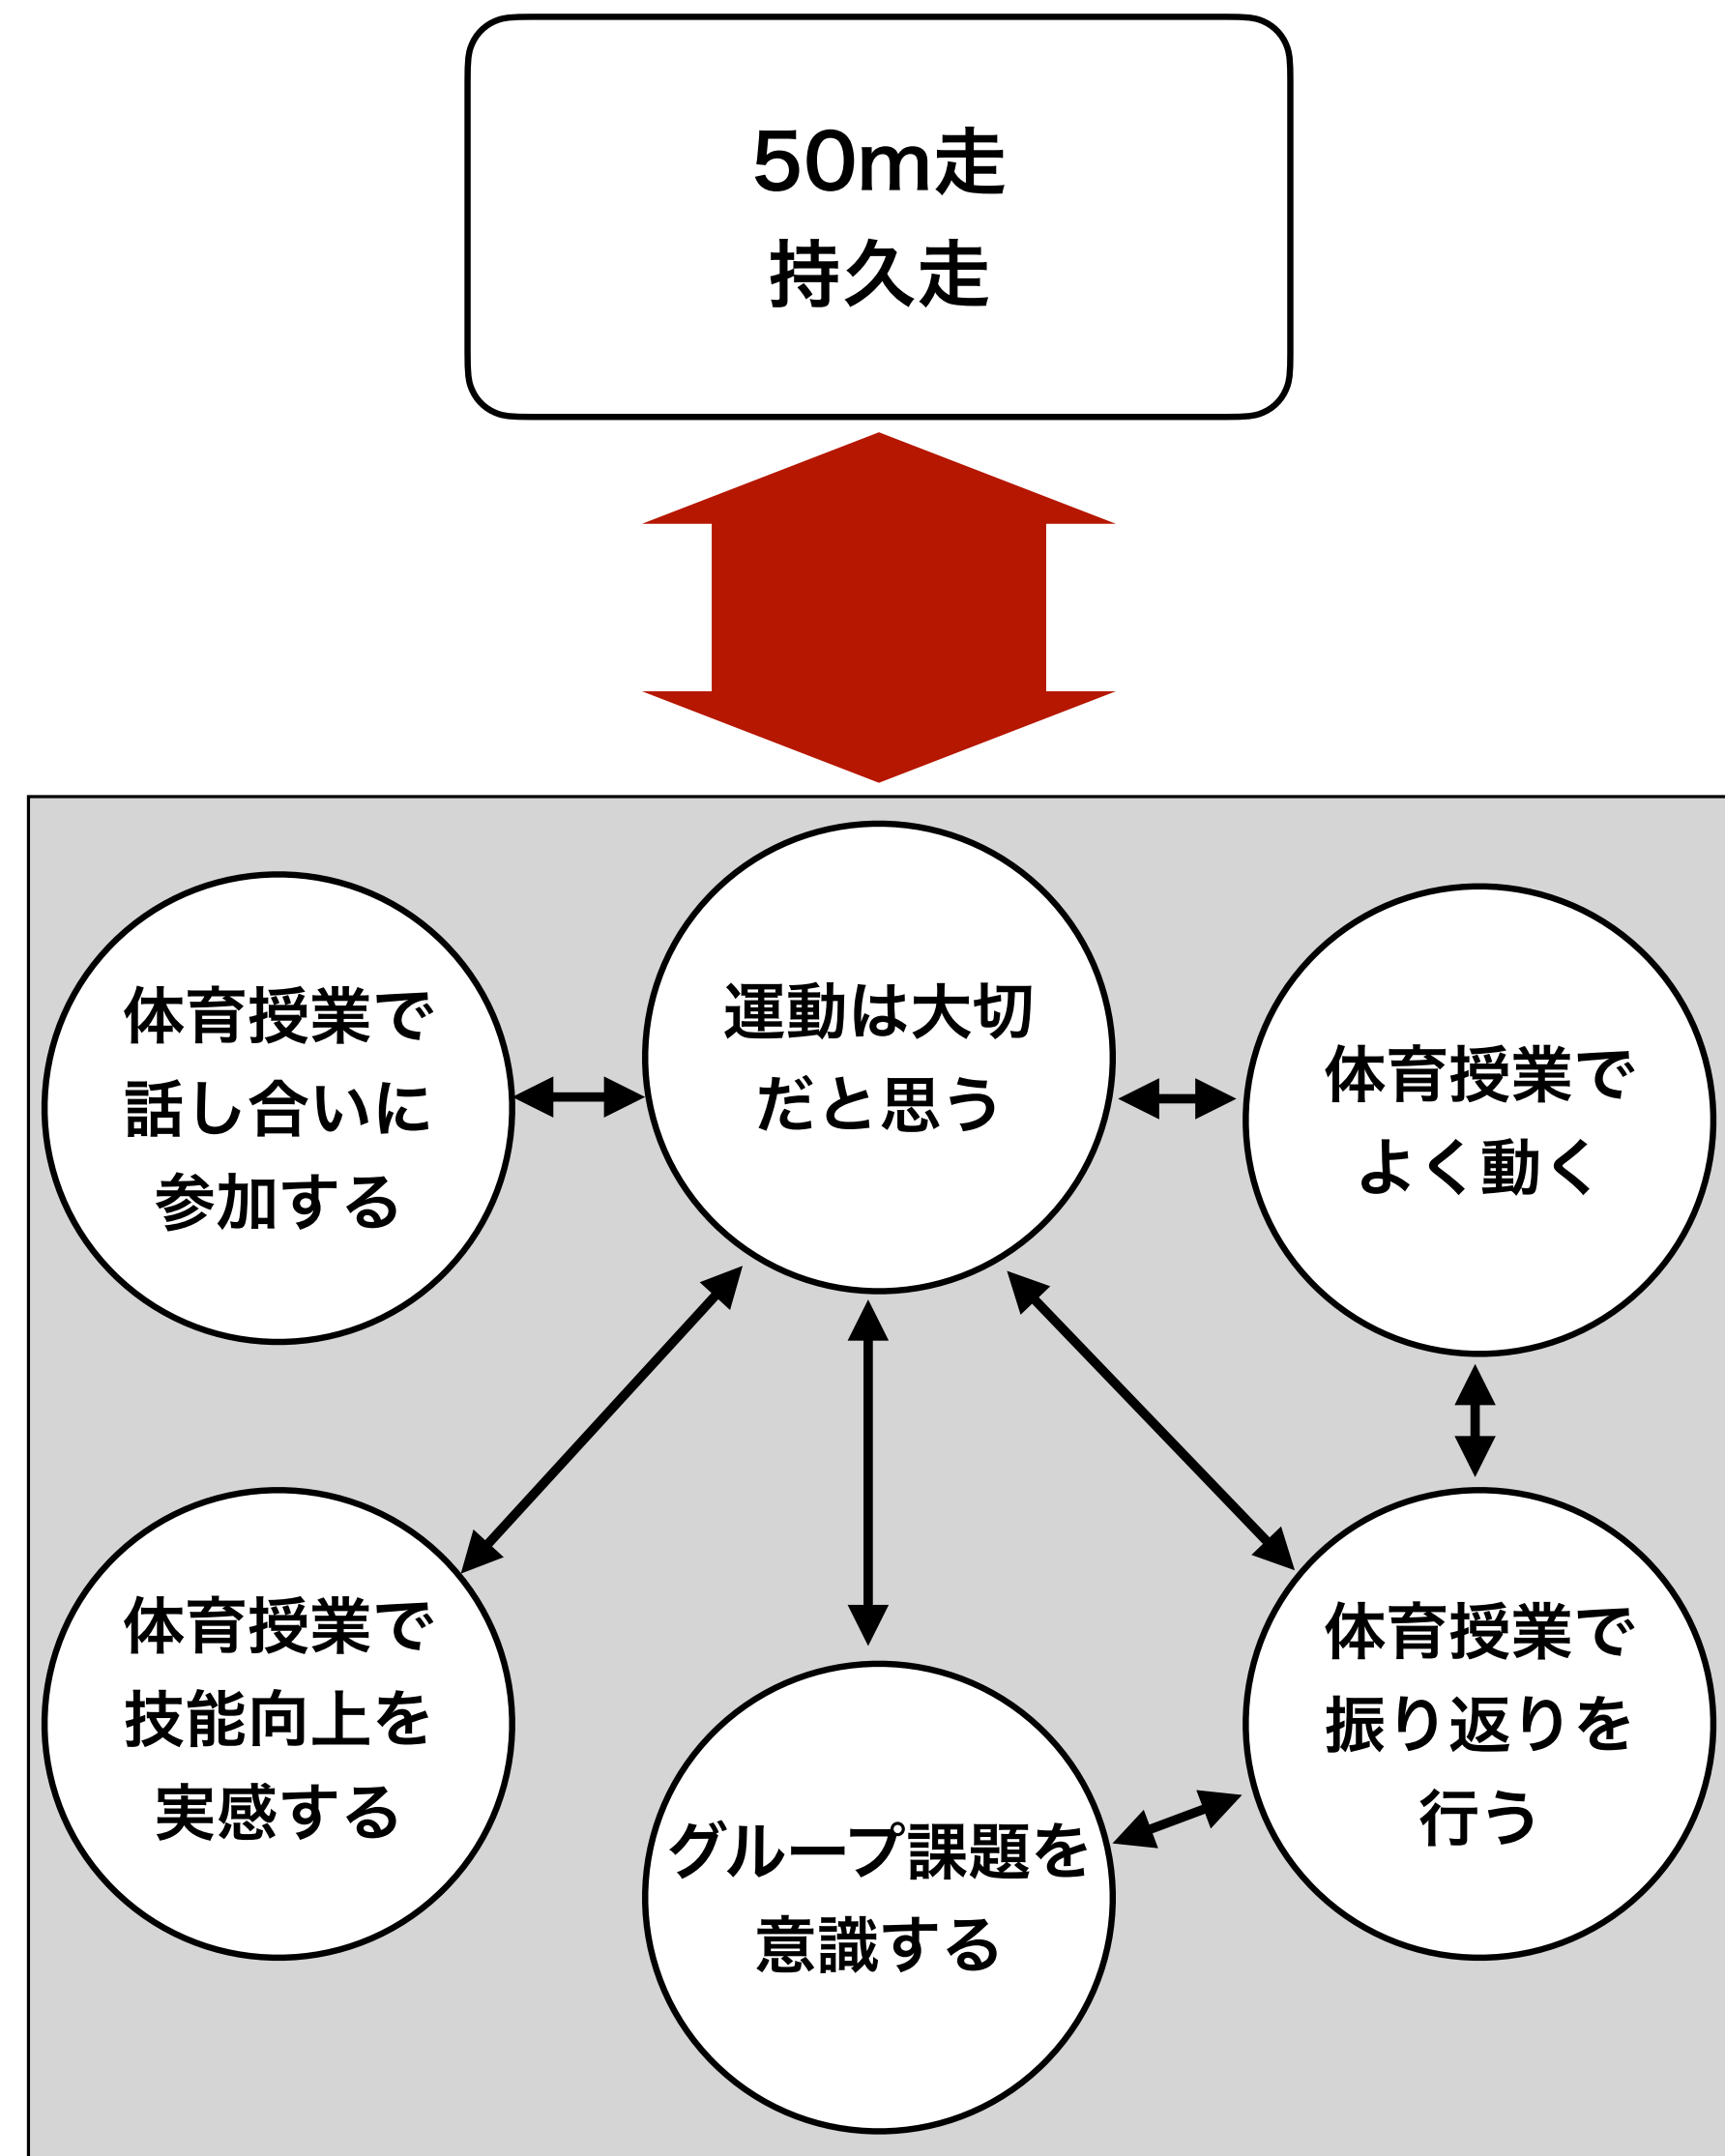 50m走
持久走
体育授業で
話し合いに
参加する
運動は大切
だと思う
体育授業で
よく動く
体育授業で
技能向上を
実感する
グループ課題を
意識する
体育授業で
振り返りを
行う